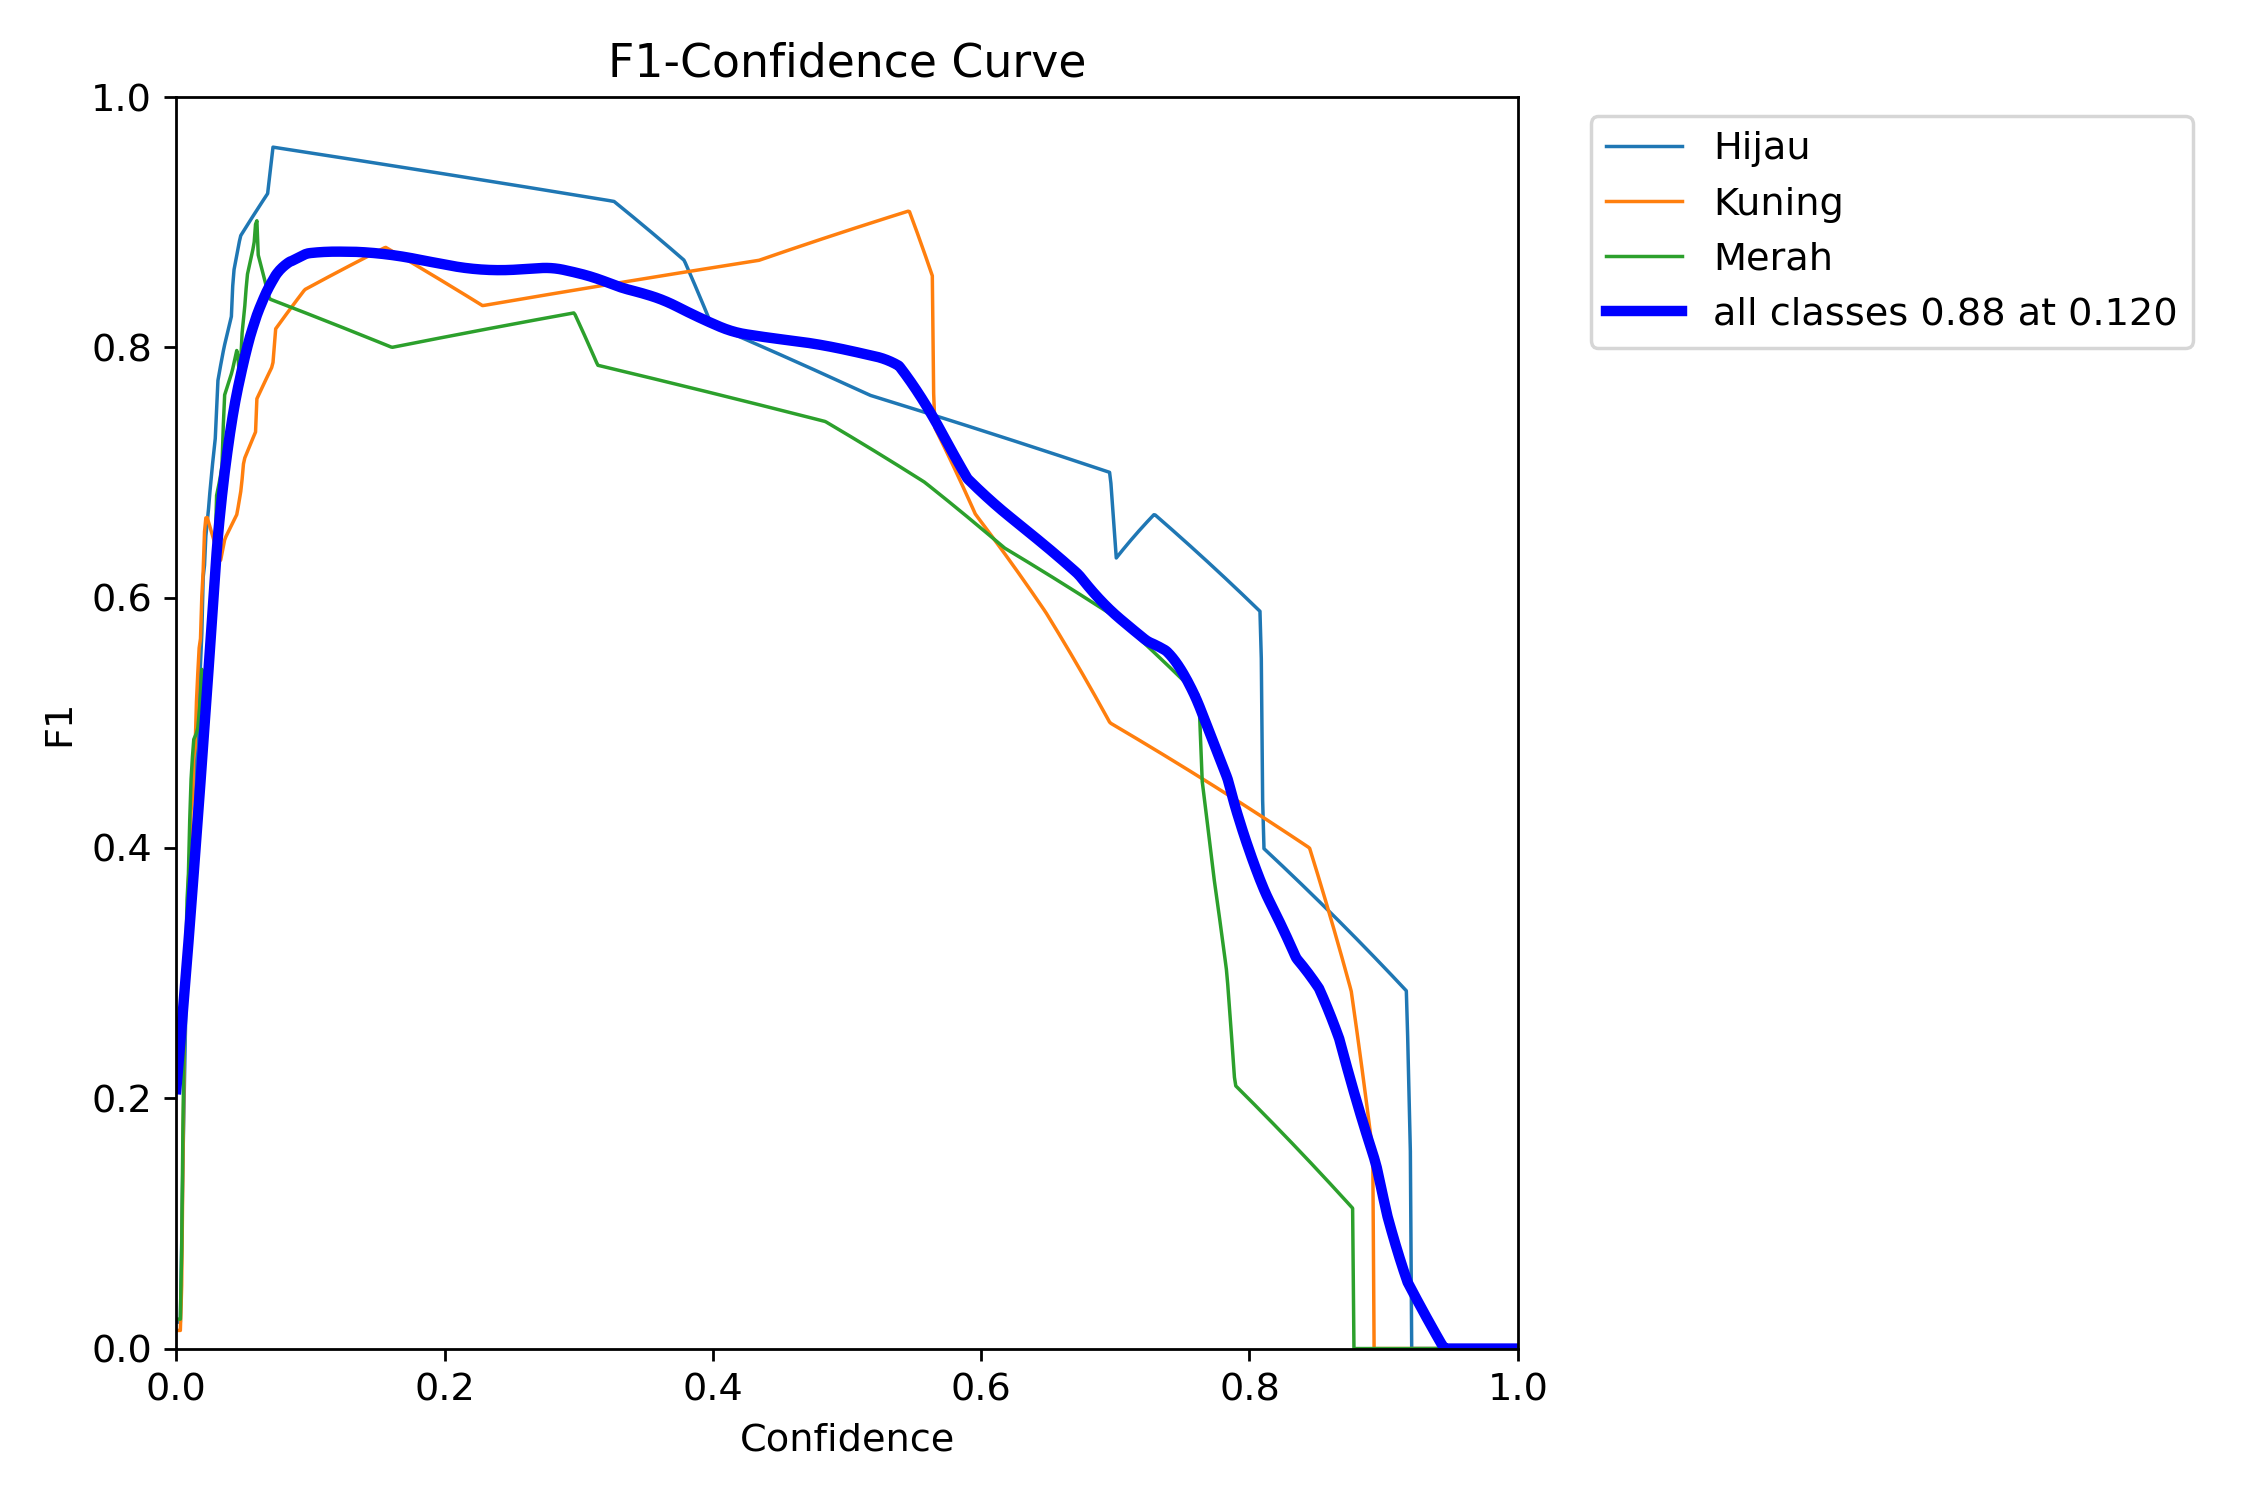 F1-Confidence Curve
1.0
0.8
0.6
0.4
0.2
0.0
F1
0.0 0.2 0.4 0.6 0.8 1.0
Confidence
Hijau
Kuning
Merah
all classes 0.88 at 0.120